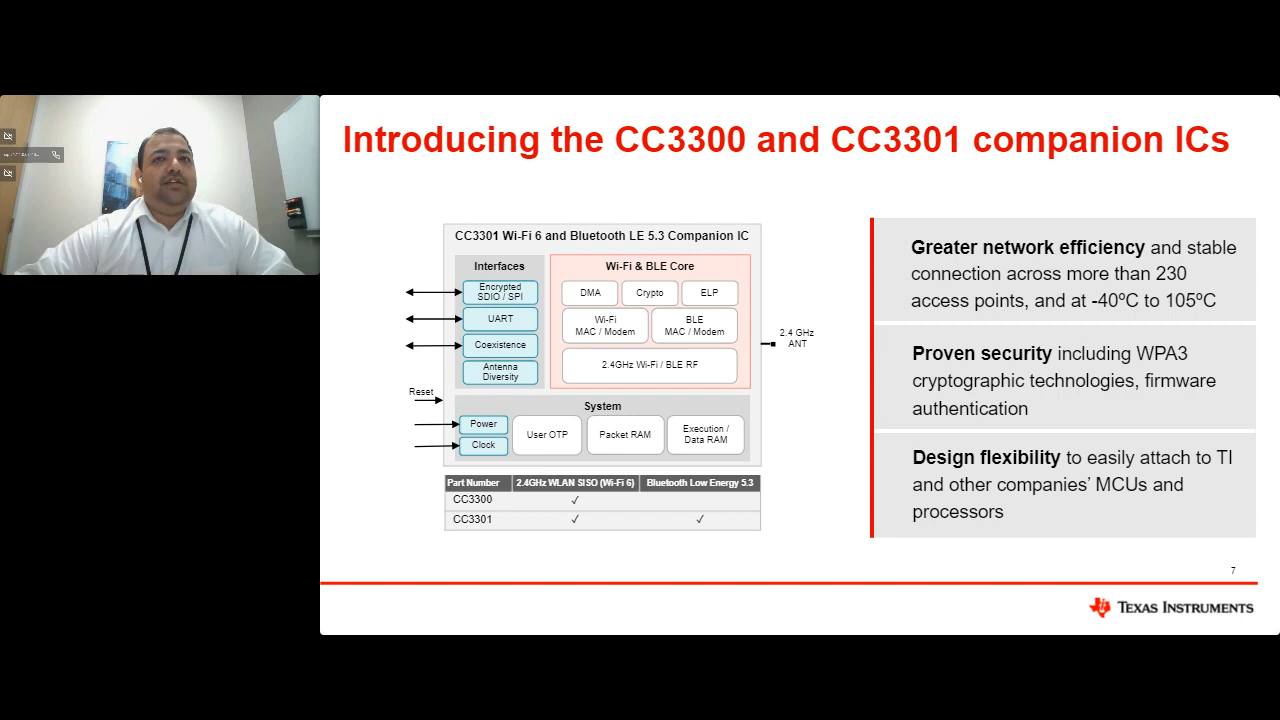 Introducing the CC3300 and CC3301 companion ICs
CC3301 Wi-Fi 6 and Bluetooth LE 5.3 Companion IC
Interfaces
Encrypted
SDIO / SPI
UART
Coexistence
Antenna
Diversity
Wi-Fi & BLE Core
DMA
Crypto
ELP
Wi-Fi
MAC / Modem
BLE
MAC / Modem
2.4GHz Wi-Fi / BLE RF
2.4 GHz
ANT
Reset
System
Power
Clock
User OTP
Packet RAM
Execution /
Data RAM
Part Number 2.4GHz WLAN SISO (Wi-Fi 6) Bluetooth Low Energy 5.3
CC3300 ✓
CC3301 ✓ ✓
Greater network efficiency and stable
connection across more than 230
access points, and at -40ºC to 105ºC
Proven security including WPA3
cryptographic technologies, firmware
authentication
Design flexibility to easily attach to TI
and other companies’ MCUs and
processors
7
TEXAS INSTRUMENTS